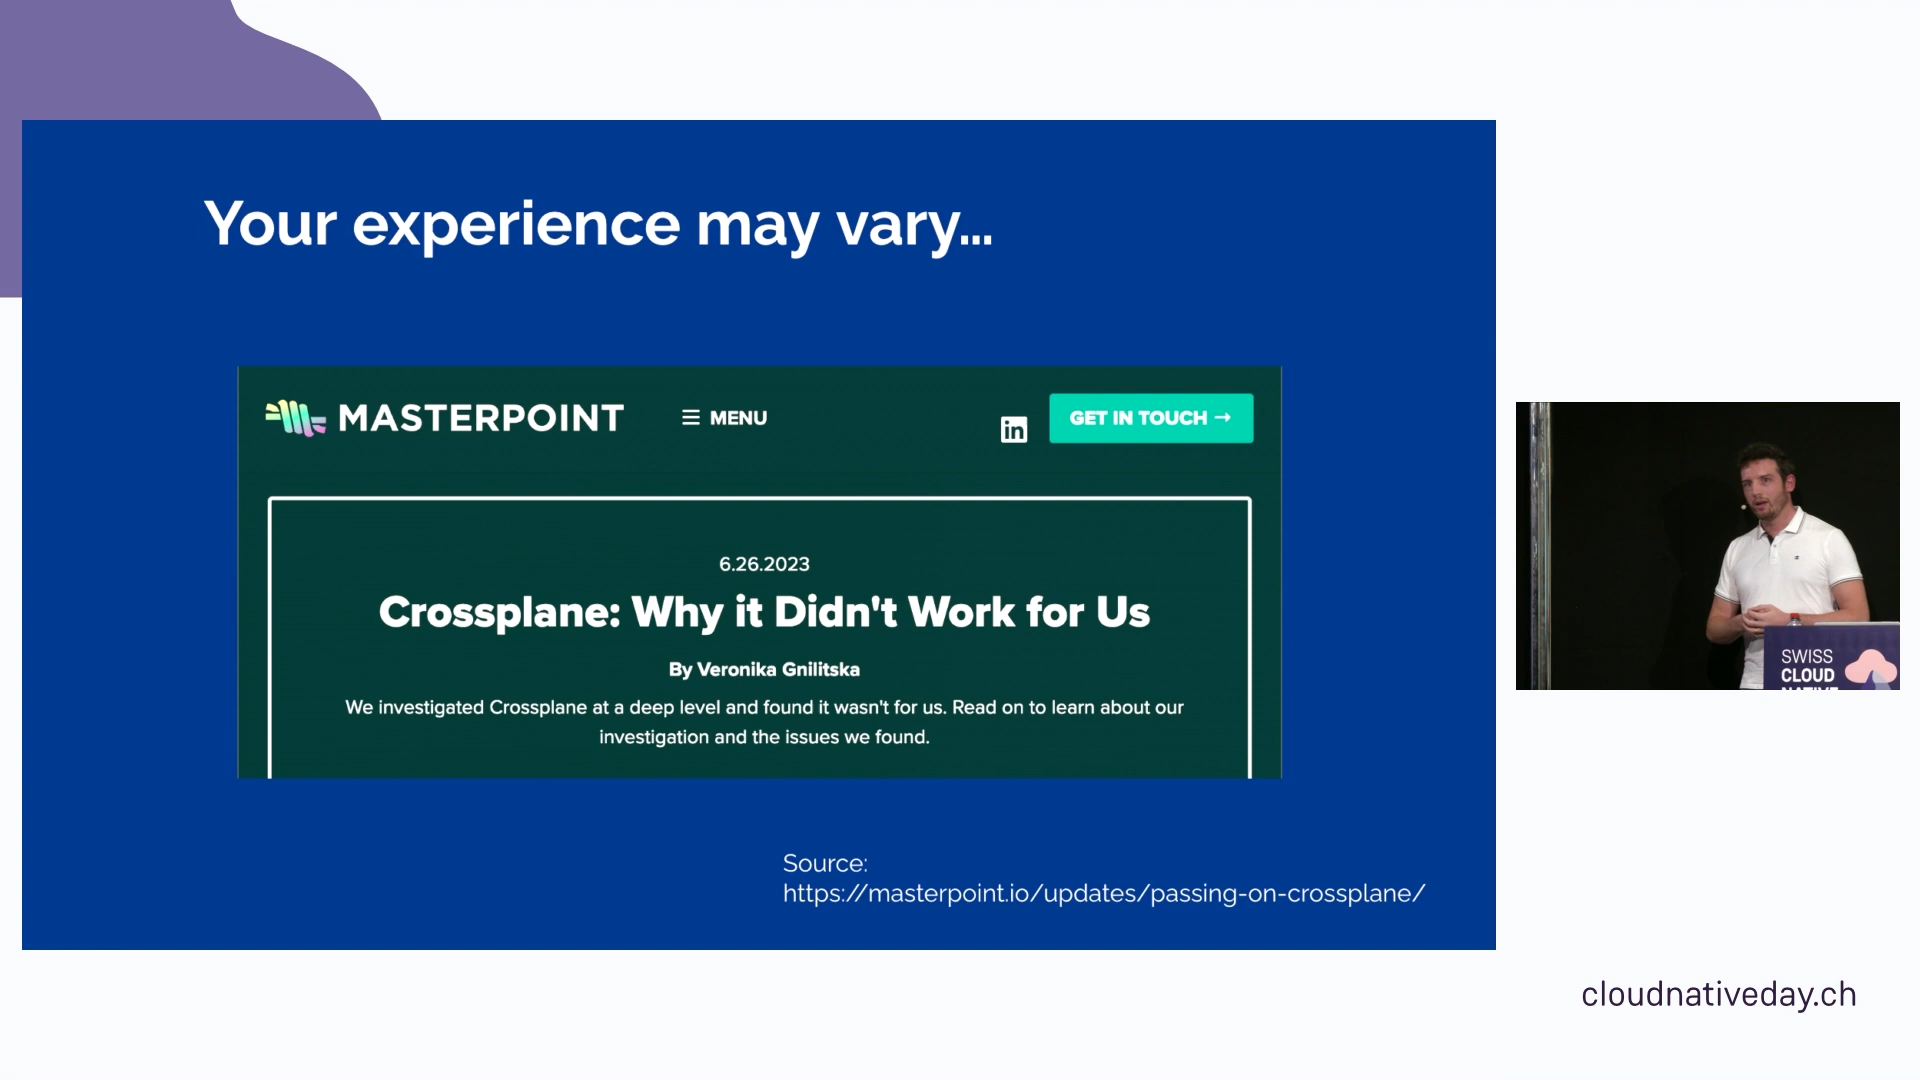 Your experience may vary...
MASTERPOINT
MENU
in
GET IN TOUCH →
6.26.2023
Crossplane: Why it Didn't Work for Us
By Veronika Gnilitska
We investigated Crossplane at a deep level and found it wasn't for us. Read on to learn about our
investigation and the issues we found.
Source:
https://masterpoint.io/updates/passing-on-crossplane/
SWISS
CLOUD
NATIVE
cloudnativeday.ch